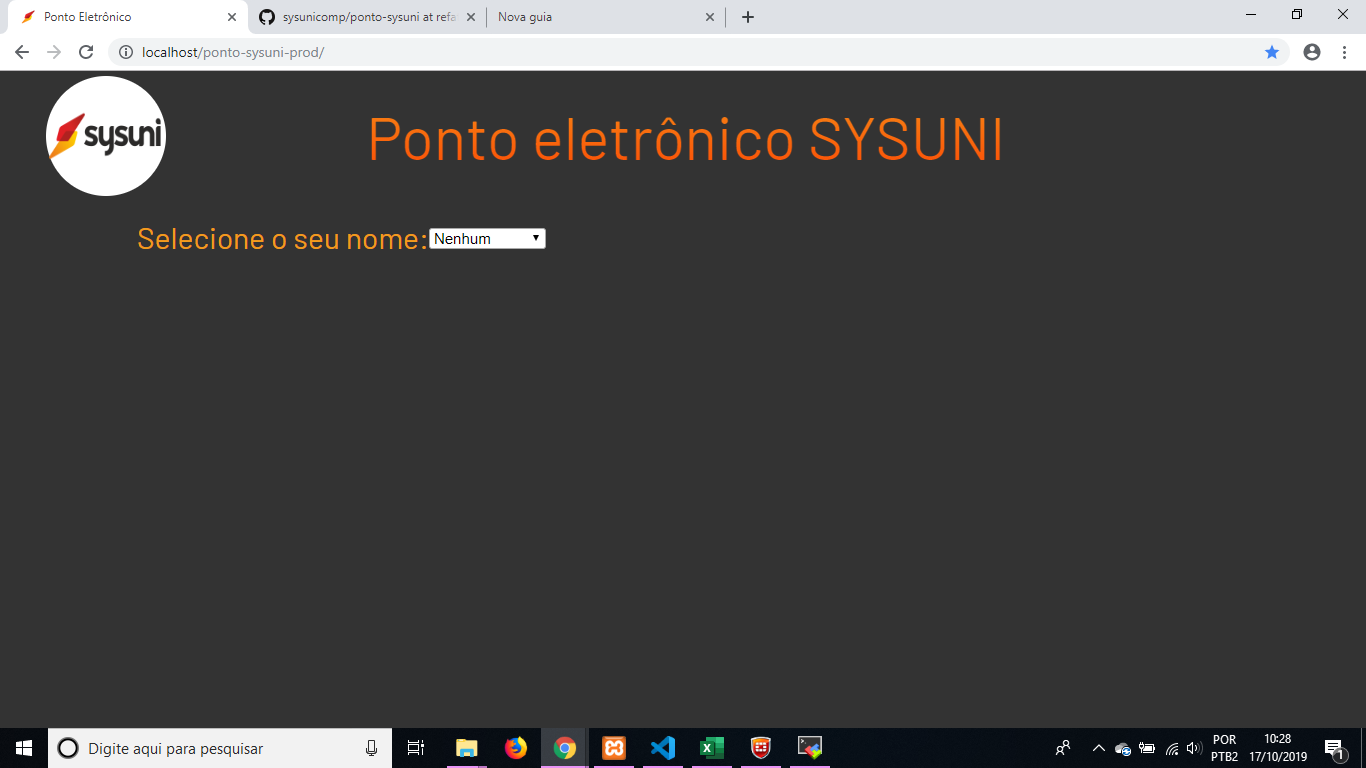 Ponto Eletrônico
sysunicomp/ponto-sysuni at refa
Nova guia
localhost/ponto-sysuni-prod/
sysuni
Ponto eletrônico SYSUNI
Selecione o seu nome: Nenhum
Digite aqui para pesquisar
POR
PTB2
10:28
17/10/2019
1